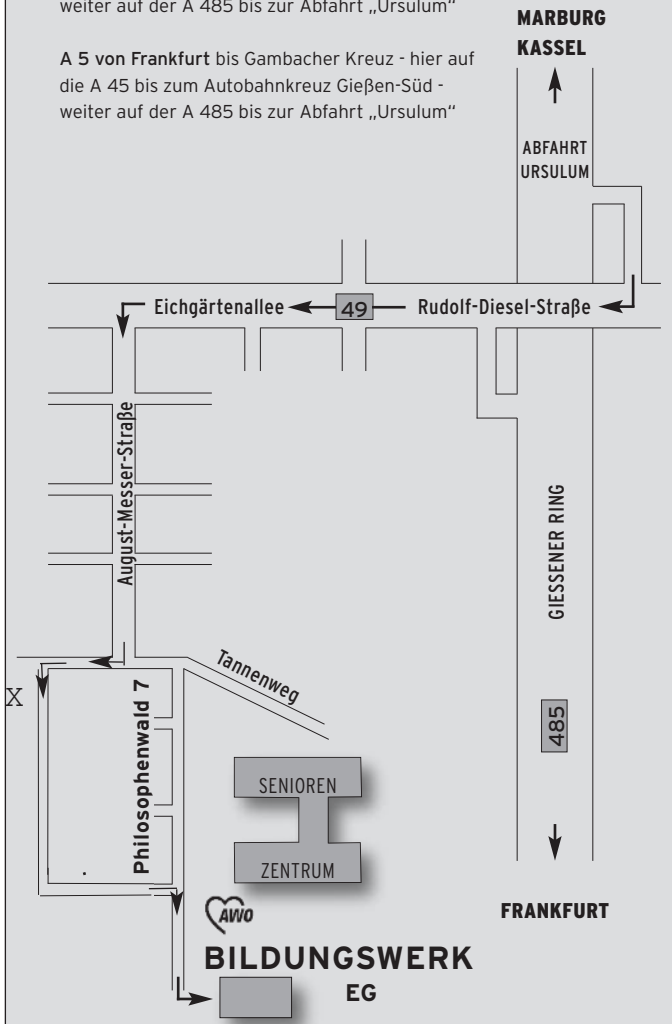 weiter auf der A 485 bis zur Abfahrt „Ursulum“
A 5 von Frankfurt bis Gambacher Kreuz - hier auf
die A 45 bis zum Autobahnkreuz Gießen-Süd -
weiter auf der A 485 bis zur Abfahrt „Ursulum“
MARBURG
KASSEL
ABFAHRT
URSULUM
Eichgärtenallee
49
Rudolf-Diesel-Straße
August-Messer-Straße
GIESSENER RING
Tannenweg
X
Philosophenwald 7
485
SENIOREN
ZENTRUM
FRANKFURT
AWO
BILDUNGSWERK
EG